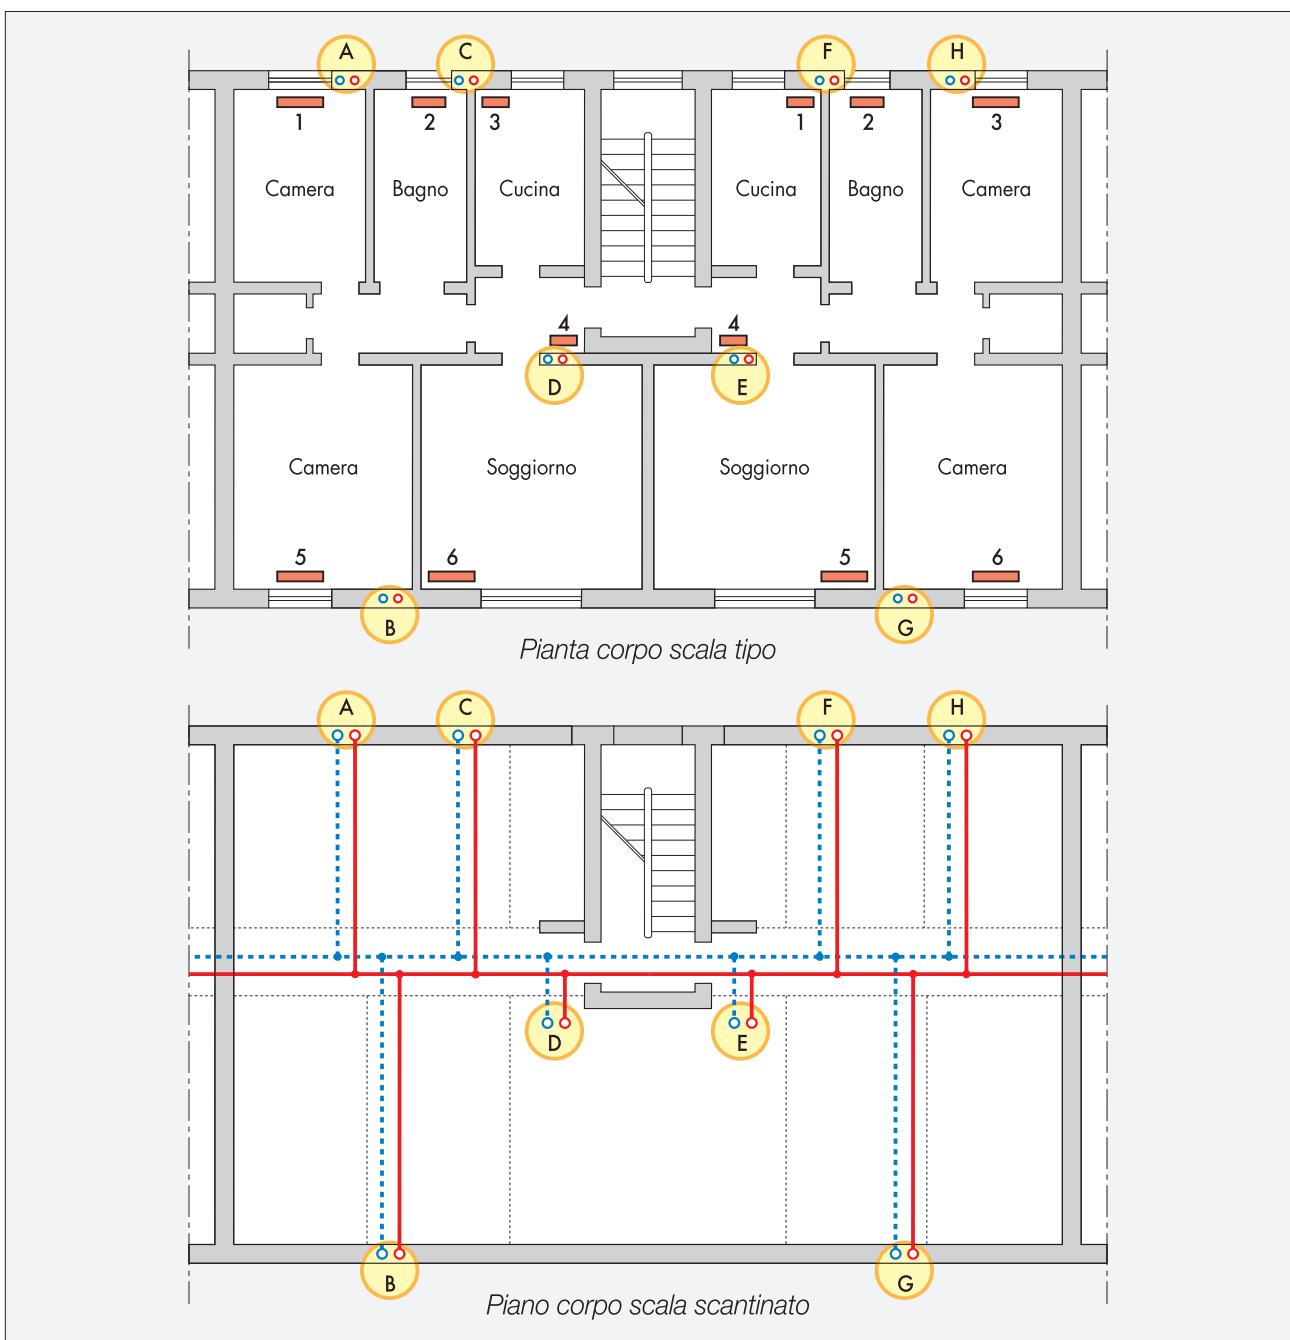 A C F H
1 2 3 1 2 3
Camera Bagno Cucina Cucina Bagno Camera
4 4
D E
Camera Soggiorno Soggiorno Camera
5 6 5 6
B G
Pianta corpo scala tipo
A C F H
D E
B G
Piano corpo scala scantinato